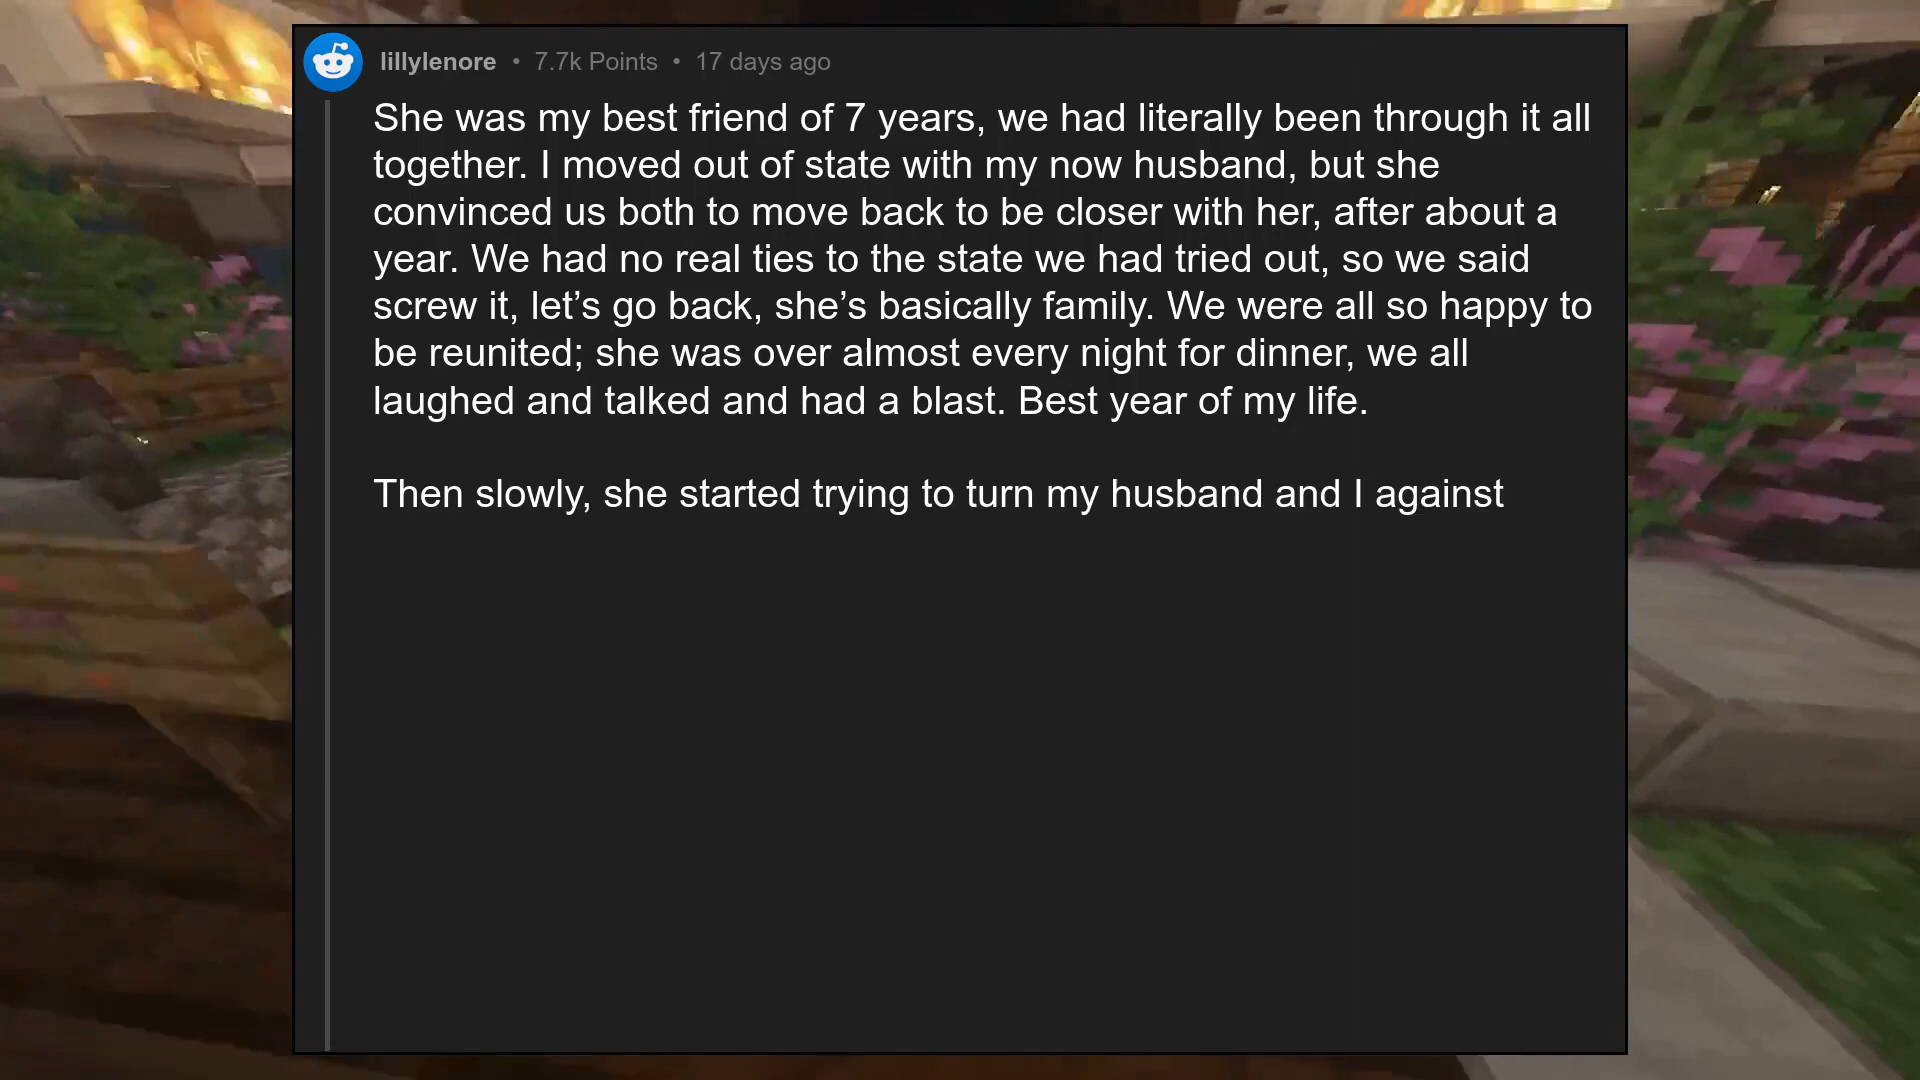 lillylenore • 7.7k Points • 17 days ago
She was my best friend of 7 years, we had literally been through it all
together. I moved out of state with my now husband, but she
convinced us both to move back to be closer with her, after about a
year. We had no real ties to the state we had tried out, so we said
screw it, let’s go back, she’s basically family. We were all so happy to
be reunited; she was over almost every night for dinner, we all
laughed and talked and had a blast. Best year of my life.
Then slowly, she started trying to turn my husband and I against